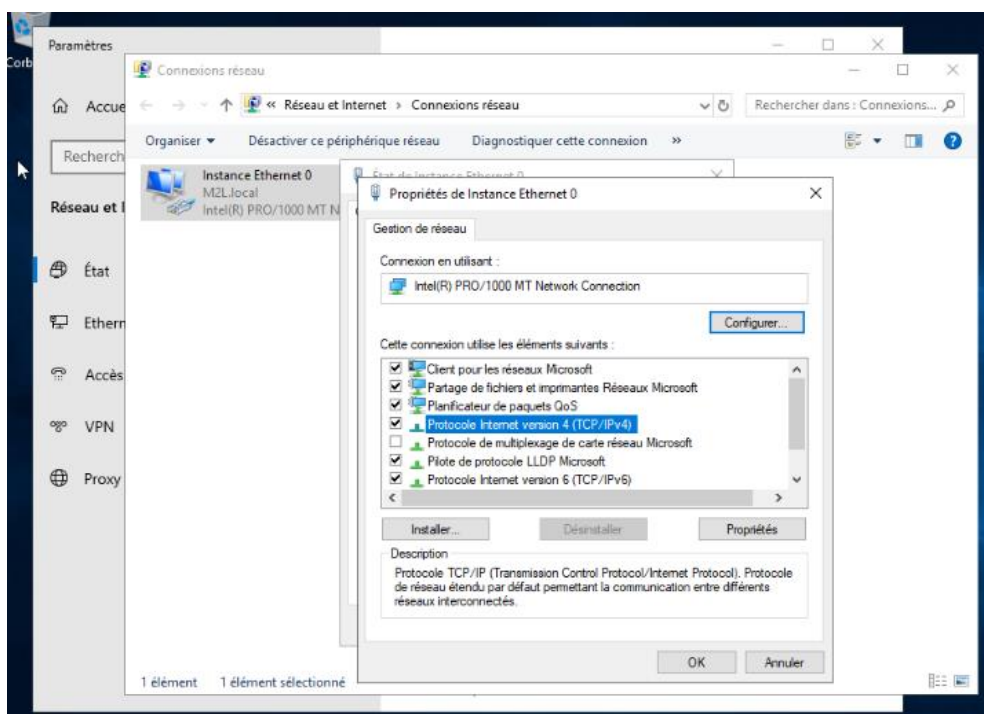 Corb
Paramètres
Accue
Recherch
Réseau et I
État
Ethern
Accès
VPN
Proxy
Connexions réseau
« Réseau et Internet › Connexions réseau
Rechercher dans : Connexions...
Organiser
Désactiver ce périphérique réseau
Diagnostiquer cette connexion
»
Instance Ethernet 0
M2L.local
Intel(R) PRO/1000 MT N
État de Instance Ethernet 0
Propriétés de Instance Ethernet 0
Gestion de réseau
Connexion en utilisant :
Intel(R) PRO/1000 MT Network Connection
Configurer...
Cette connexion utilise les éléments suivants :
Client pour les réseaux Microsoft
Partage de fichiers et imprimantes Réseaux Microsoft
Planificateur de paquets QoS
Protocole Internet version 4 (TCP/IPv4)
Protocole de multiplexage de carte réseau Microsoft
Pilote de protocole LLDP Microsoft
Protocole Internet version 6 (TCP/IPv6)
Installer...
Désinstaller
Propriétés
Description
Protocole TCP/IP (Transmission Control Protocol/Internet Protocol). Protocole
de réseau étendu par défaut permettant la communication entre différents
réseaux interconnectés.
OK
Annuler
1 élément
1 élément sélectionné